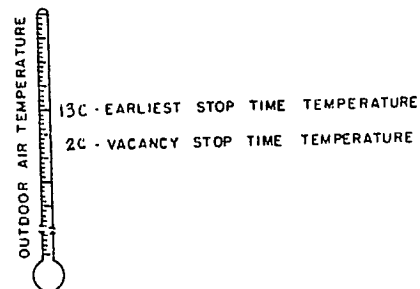 OUTDOOR AIR TEMPERATURE
13C - EARLIEST STOP TIME TEMPERATURE
2C - VACANCY STOP TIME TEMPERATURE